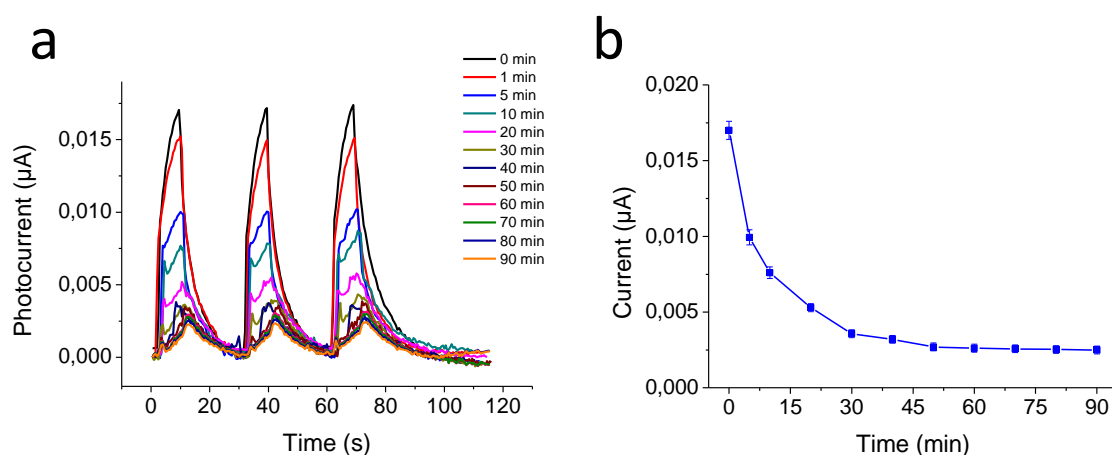 a
0,015
0,010
0,005
0,000
Photocurrent (µA)
0
20
40
60
80
100
120
Time (s)
0 min
1 min
5 min
10 min
20 min
30 min
40 min
50 min
60 min
70 min
80 min
90 min
b
0,020
0,015
0,010
0,005
0,000
Current (µA)
0
15
30
45
60
75
90
Time (min)